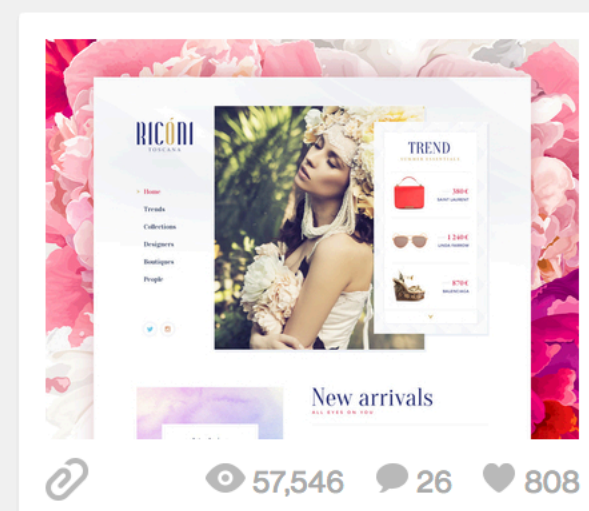 RICÓNI
TOSCANA
Home
Trends
Collections
Designers
Boutiques
People
TREND
SUMMER ESSENTIALS
380€
SAINT LAURENT
1 240€
LINDA FARROW
870€
BALENCIAGA
New arrivals
ALL EYES ON YOU
57,546
26
808